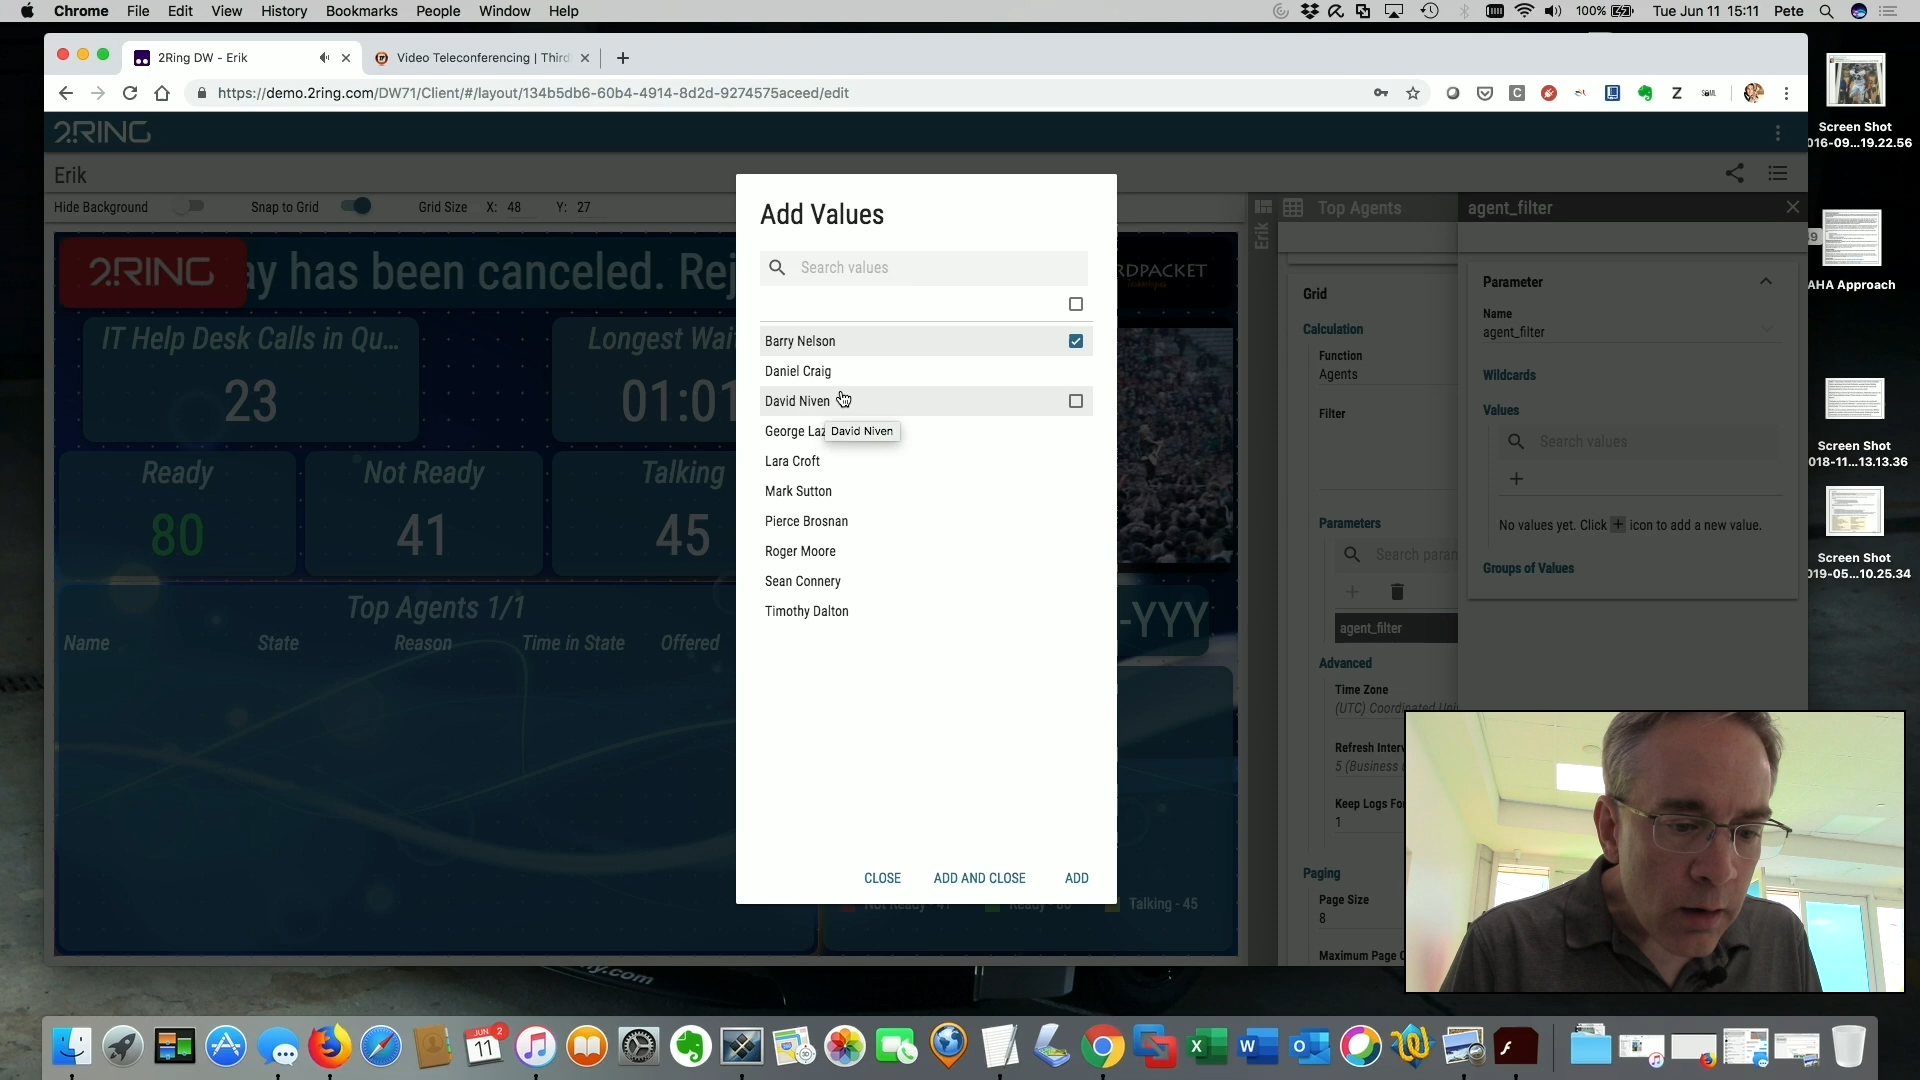 Chrome File Edit View History Bookmarks People Window Help 100% Tue Jun 11 15:11 Pete
2Ring DW - Erik
Video Teleconferencing | Third
https://demo.2ring.com/DW71/Client/#/layout/134b5db6-60b4-4914-8d2d-9274575aceed/edit
2RING
Erik
Hide Background Snap to Grid Grid Size X: 48 Y: 27
2RING
ay has been canceled. Rej
RDPACKET
IT Help Desk Calls in Qu...
23
Longest Wai
01:01
Ready
80
Not Ready
41
Talking
45
Top Agents 1/1
Name State Reason Time in State Offered
-YYY
Talking - 45
Add Values
Search values
Barry Nelson
Daniel Craig
David Niven
George Laz
David Niven
Lara Croft
Mark Sutton
Pierce Brosnan
Roger Moore
Sean Connery
Timothy Dalton
CLOSE ADD AND CLOSE ADD
Erik
Top Agents
Grid
Calculation
Function
Agents
Filter
Parameters
Search paran
agent_filter
Advanced
Time Zone
(UTC) Coordinated Uni
Refresh Interv
5 (Business
Keep Logs For
1
Paging
Page Size
8
Maximum Page C
agent_filter
Parameter
Name
agent_filter
Wildcards
Values
Search values
No values yet. Click + icon to add a new value.
Groups of Values
Screen Shot
016-09...19.22.56
AHA Approach
Screen Shot
018-11...13.13.36
Screen Shot
019-05...10.25.34
y.com
JUN 2
11